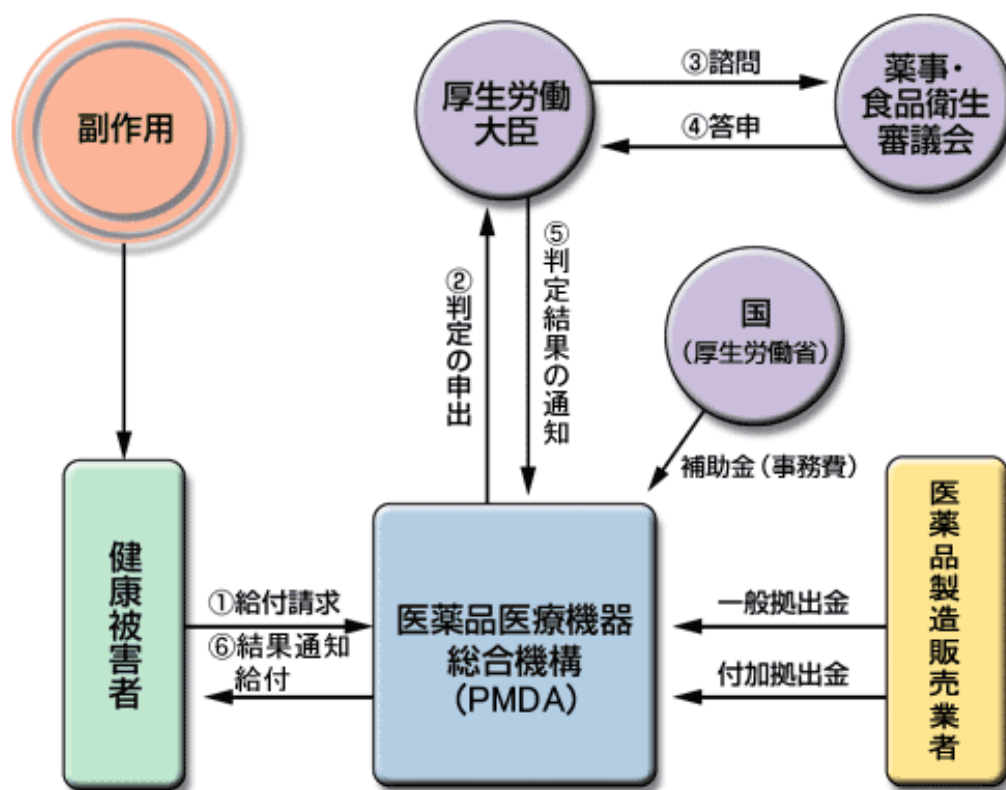 副作用
厚生労働
大臣
③諮問
④答申
薬事・
食品衛生
審議会
②判定の申出
⑤判定結果の通知
国
(厚生労働省)
補助金(事務費)
健康被害者
①給付請求
⑥結果通知
給付
医薬品医療機器
総合機構
(PMDA)
一般拠出金
付加拠出金
医薬品製造販売業者